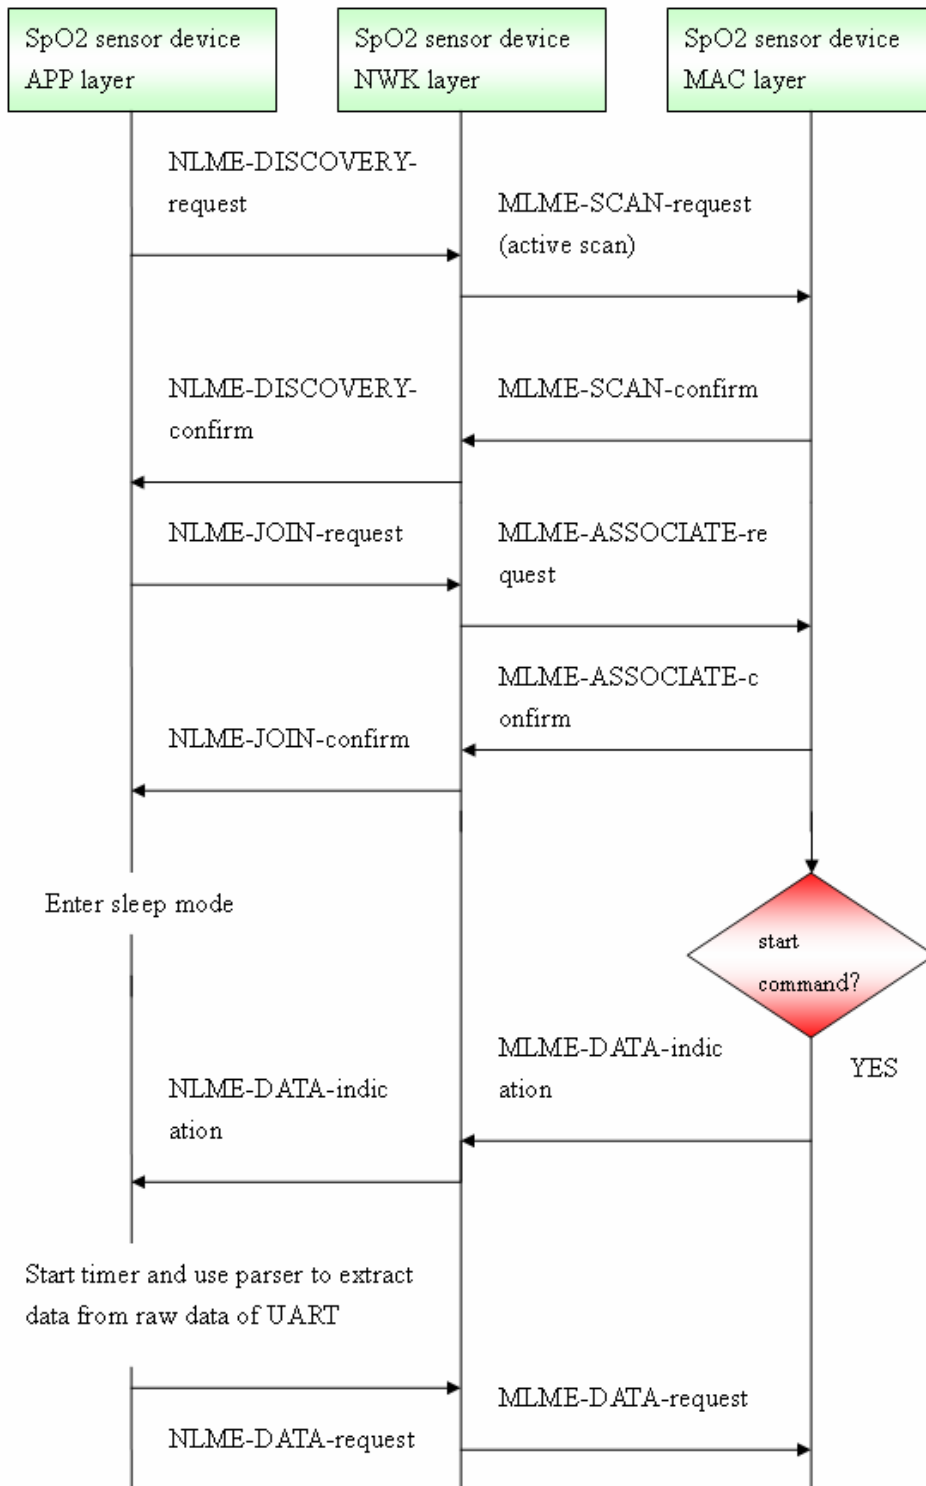 SpO2 sensor device
APP layer
SpO2 sensor device
NWK layer
SpO2 sensor device
MAC layer
NLME-DISCOVERY-
request
MLME-SCAN-request
(active scan)
NLME-DISCOVERY-
confirm
MLME-SCAN-confirm
NLME-JOIN-request
MLME-ASSOCIATE-re
quest
MLME-ASSOCIATE-c
onfirm
NLME-JOIN-confirm
Enter sleep mode
start
command?
YES
MLME-DATA-indic
ation
NLME-DATA-indic
ation
Start timer and use parser to extract
data from raw data of UART
MLME-DATA-request
NLME-DATA-request